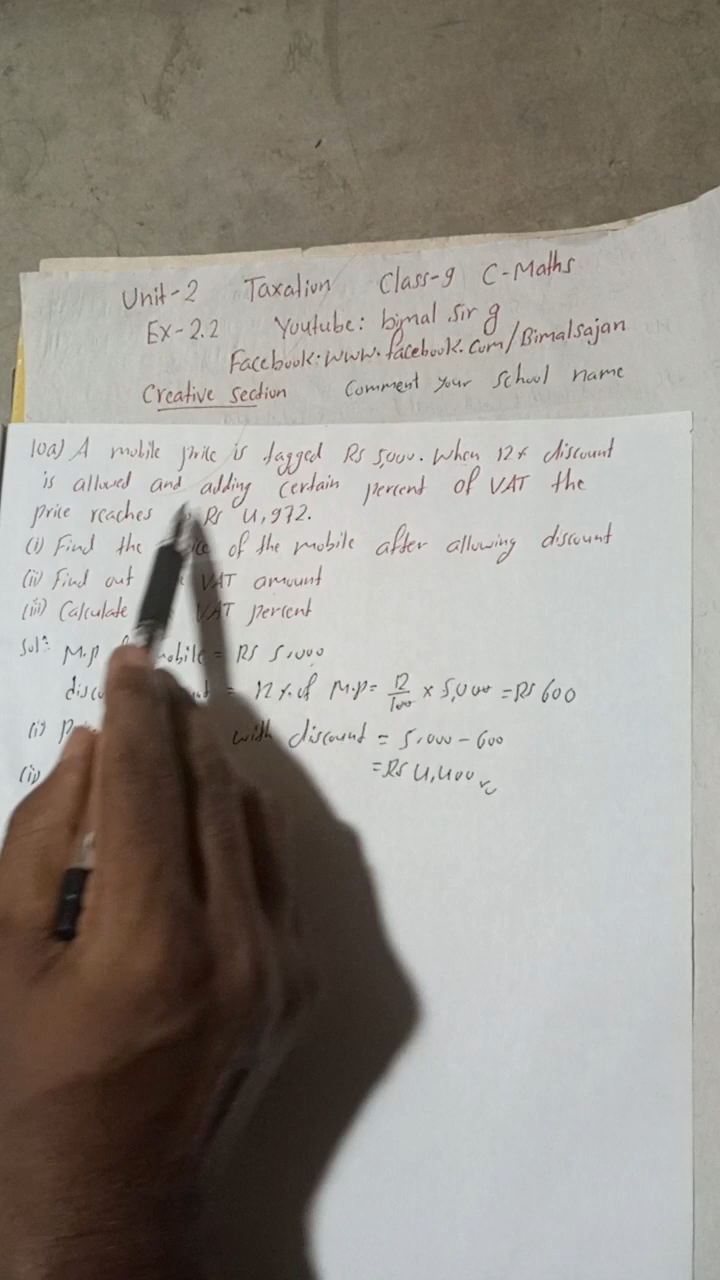 Unit-2 Taxation Class-9 C-Maths
Ex-2.2 Youtube: bimal sir g
Facebook: www.facebook.com/Bimalsajan
Creative section Comment your school name
10a) A mobile price is tagged Rs 5,000. When 12% discount
is allowed and adding certain percent of VAT the
price reaches Rs 4,972.
(i) Find the of the mobile after allowing discount
(ii) Find out VAT amount
(iii) Calculate VAT percent
Solⁿ: M.p mobile = Rs 5,000
= 12% of M.p = 12/100 × 5,000 = Rs 600
(i) with discount = 5,000 - 600
(ii) = Rs 4,400